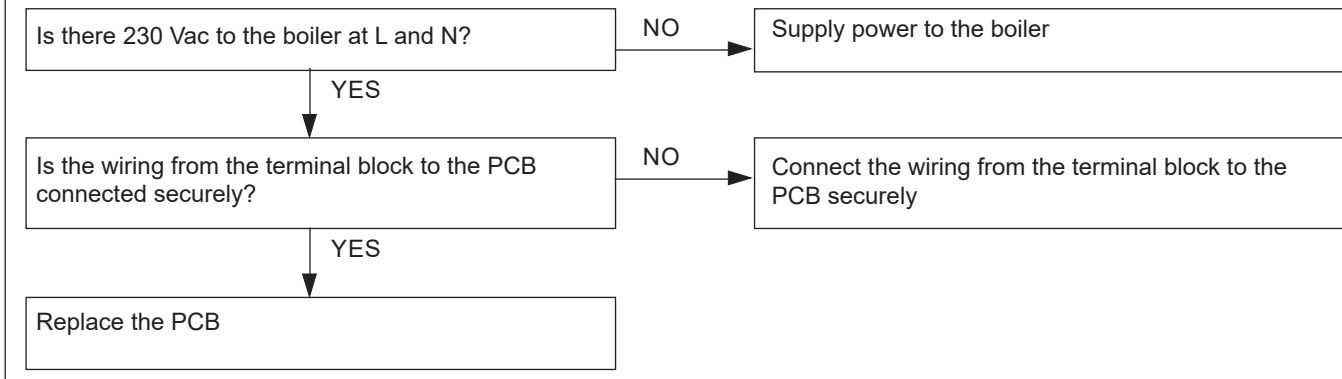 Is there 230 Vac to the boiler at L and N?
NO
Supply power to the boiler
YES
Is the wiring from the terminal block to the PCB
connected securely?
NO
Connect the wiring from the terminal block to the
PCB securely
YES
Replace the PCB